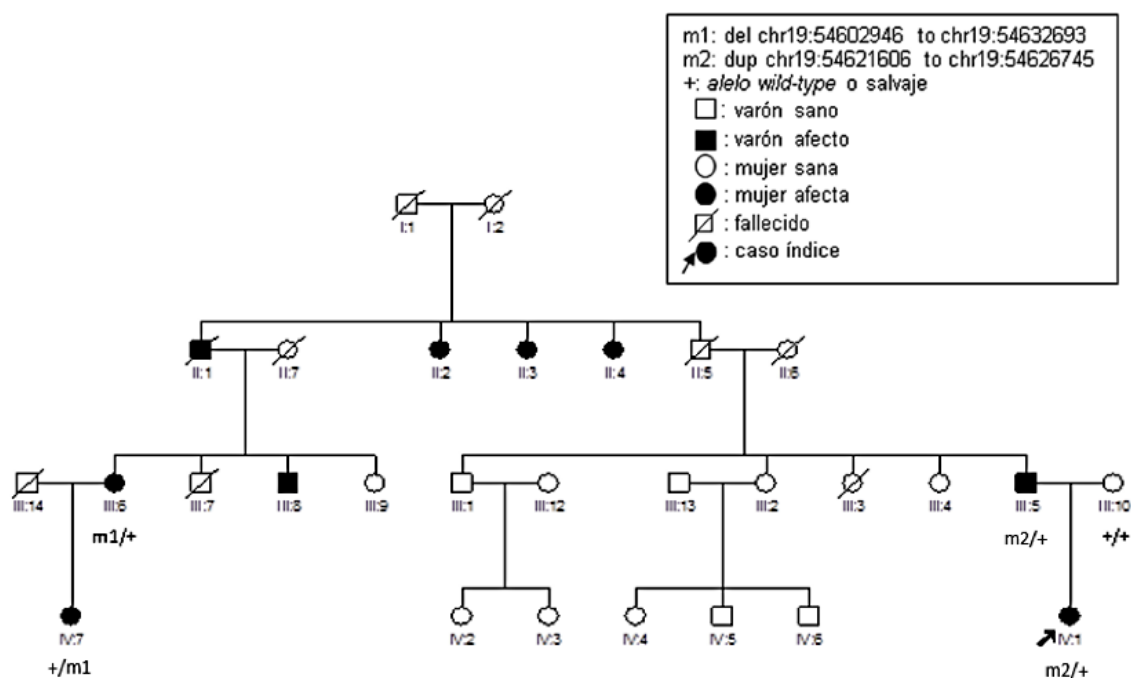 m1: del chr19:54602946 to chr19:54632693
m2: dup chr19:54621606 to chr19:54626745
+: alelo wild-type o salvaje
: varón sano
: varón afecto
: mujer sana
: mujer afecta
: fallecido
: caso índice
I:1 I:2
II:1 II:7 II:2 II:3 II:4 II:5 II:6
III:14 III:6 III:7 III:8 III:9 III:1 III:12 III:13 III:2 III:3 III:4 III:5 III:10
m1/+ m2/+ +/+
IV:7 IV:2 IV:3 IV:4 IV:5 IV:6 IV:1
+/m1 m2/+